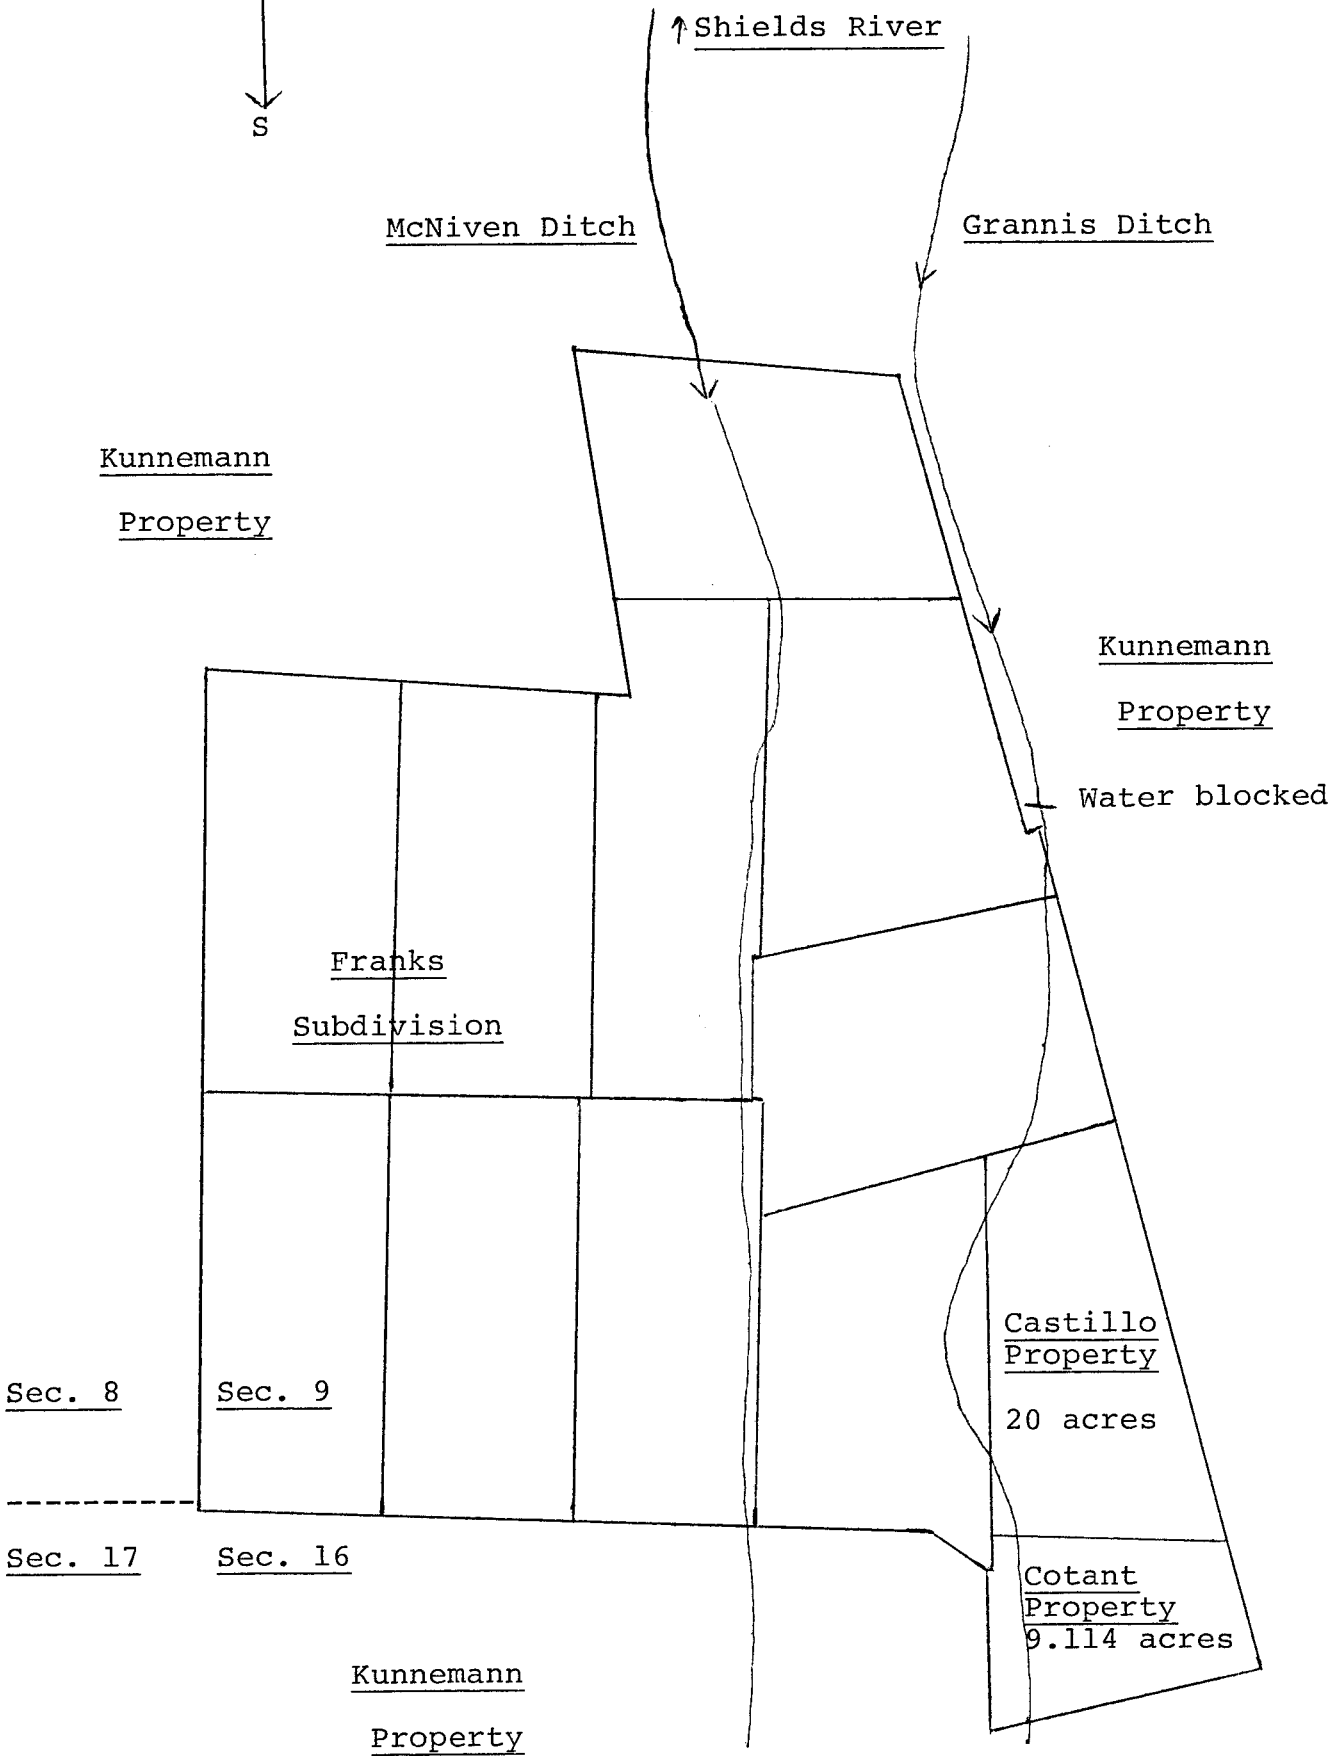 ↑ Shields River
S
McNiven Ditch
Grannis Ditch
Kunnemann
Property
Kunnemann
Property
Water blocked
Franks
Subdivision
Castillo
Property
20 acres
Sec. 8
Sec. 9
Sec. 17
Sec. 16
Cotant
Property
9.114 acres
Kunnemann
Property